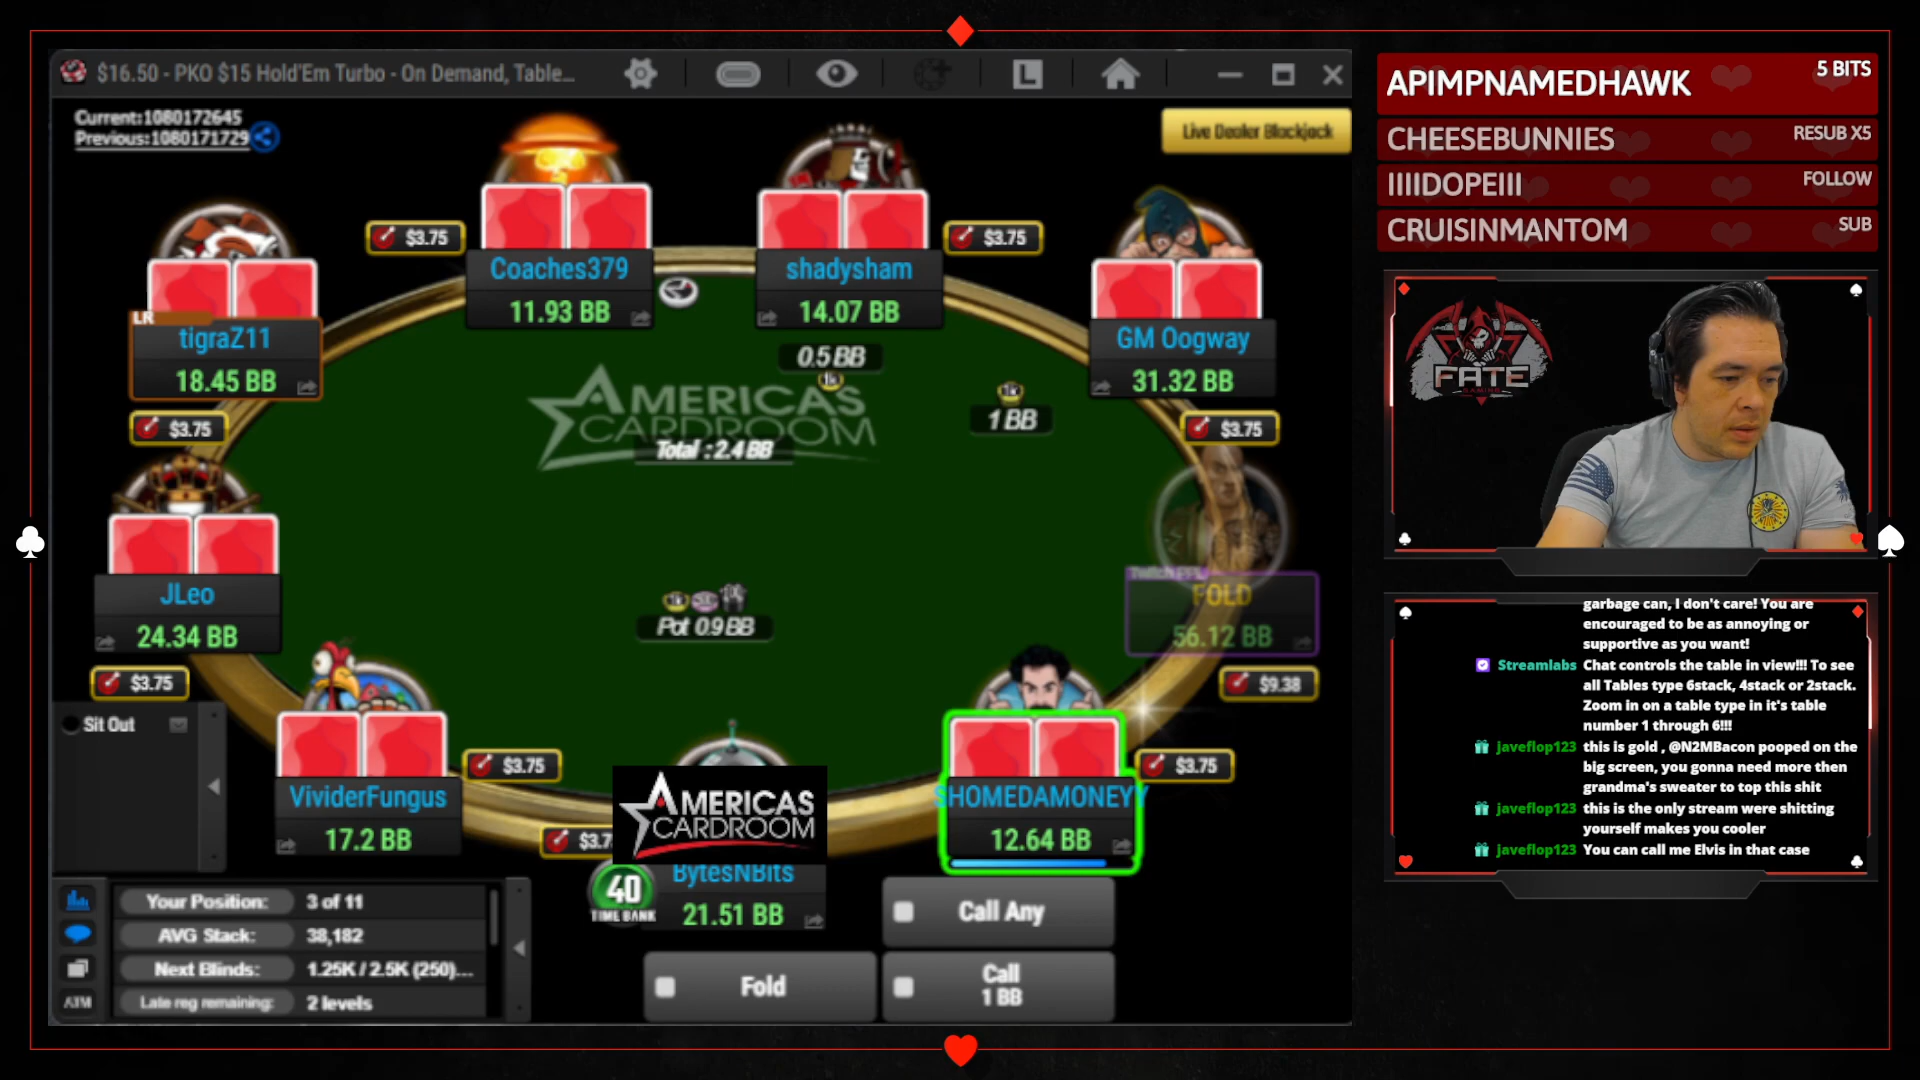 $16.50 - PKO $15 Hold'Em Turbo - On Demand, Table...
L
Current:1080172645
Previous:1080171729
Live Dealer Blackjack
$3.75
$3.75
Coaches379
11.93 BB
shadysham
14.07 BB
LR
tigraZ11
18.45 BB
GM Oogway
31.32 BB
0.5 BB
1 BB
AMERICAS
CARDROOM
Total : 2.4 BB
$3.75
$3.75
JLeo
24.34 BB
Pot 0.9 BB
FOLD
56.12 BB
$3.75
$9.38
Sit Out
$3.75
$3.75
VividerFungus
17.2 BB
AMERICAS
CARDROOM
$3.7
SHOMEDAMONEYY
12.64 BB
40
TIME BANK
BytesNBits
21.51 BB
Your Position: 3 of 11
AVG Stack: 38,182
Next Blinds: 1.25K / 2.5K (250)...
Late reg remaining: 2 levels
Call Any
Fold
Call
1 BB
APIMPNAMEDHAWK 5 BITS
CHEESEBUNNIES RESUB X5
IIIIDOPEIII FOLLOW
CRUISINMANTOM SUB
FATE
GAMING
garbage can, I don't care! You are
encouraged to be as annoying or
supportive as you want!
Streamlabs Chat controls the table in view!!! To see
all Tables type 6stack, 4stack or 2stack.
Zoom in on a table type in it's table
number 1 through 6!!!
javeflop123 this is gold , @N2MBacon pooped on the
big screen, you gonna need more then
grandma's sweater to top this shit
javeflop123 this is the only stream were shitting
yourself makes you cooler
javeflop123 You can call me Elvis in that case